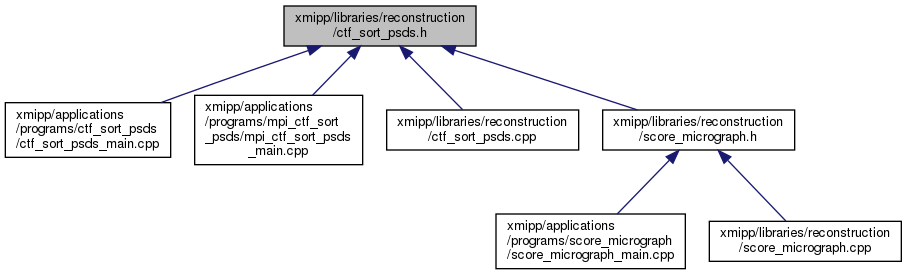 xmipp/libraries/reconstruction
/ctf_sort_psds.h
xmipp/applications
/programs/ctf_sort_psds
/ctf_sort_psds_main.cpp
xmipp/applications
/programs/mpi_ctf_sort
_psds/mpi_ctf_sort_psds
_main.cpp
xmipp/libraries/reconstruction
/ctf_sort_psds.cpp
xmipp/libraries/reconstruction
/score_micrograph.h
xmipp/applications
/programs/score_micrograph
/score_micrograph_main.cpp
xmipp/libraries/reconstruction
/score_micrograph.cpp